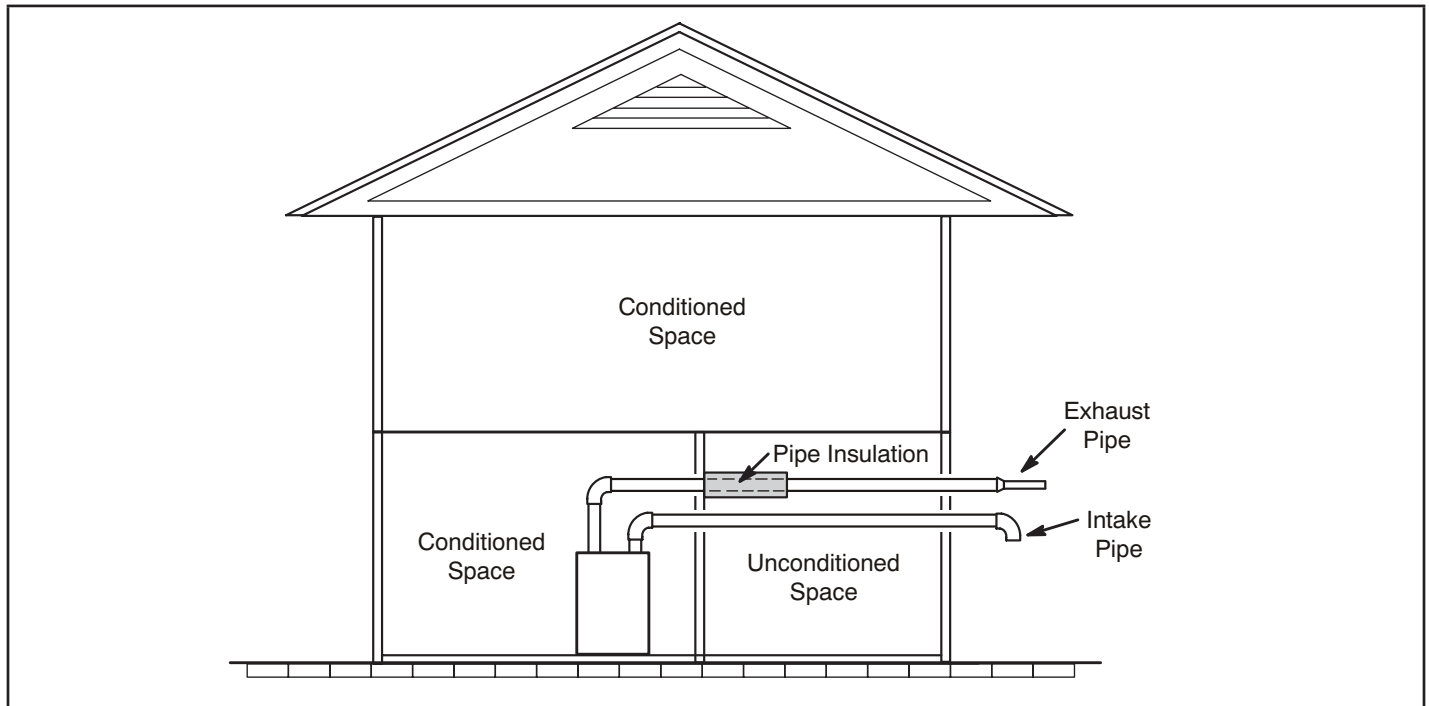 Conditioned
Space
Exhaust
Pipe
Pipe Insulation
Conditioned
Space
Unconditioned
Space
Intake
Pipe